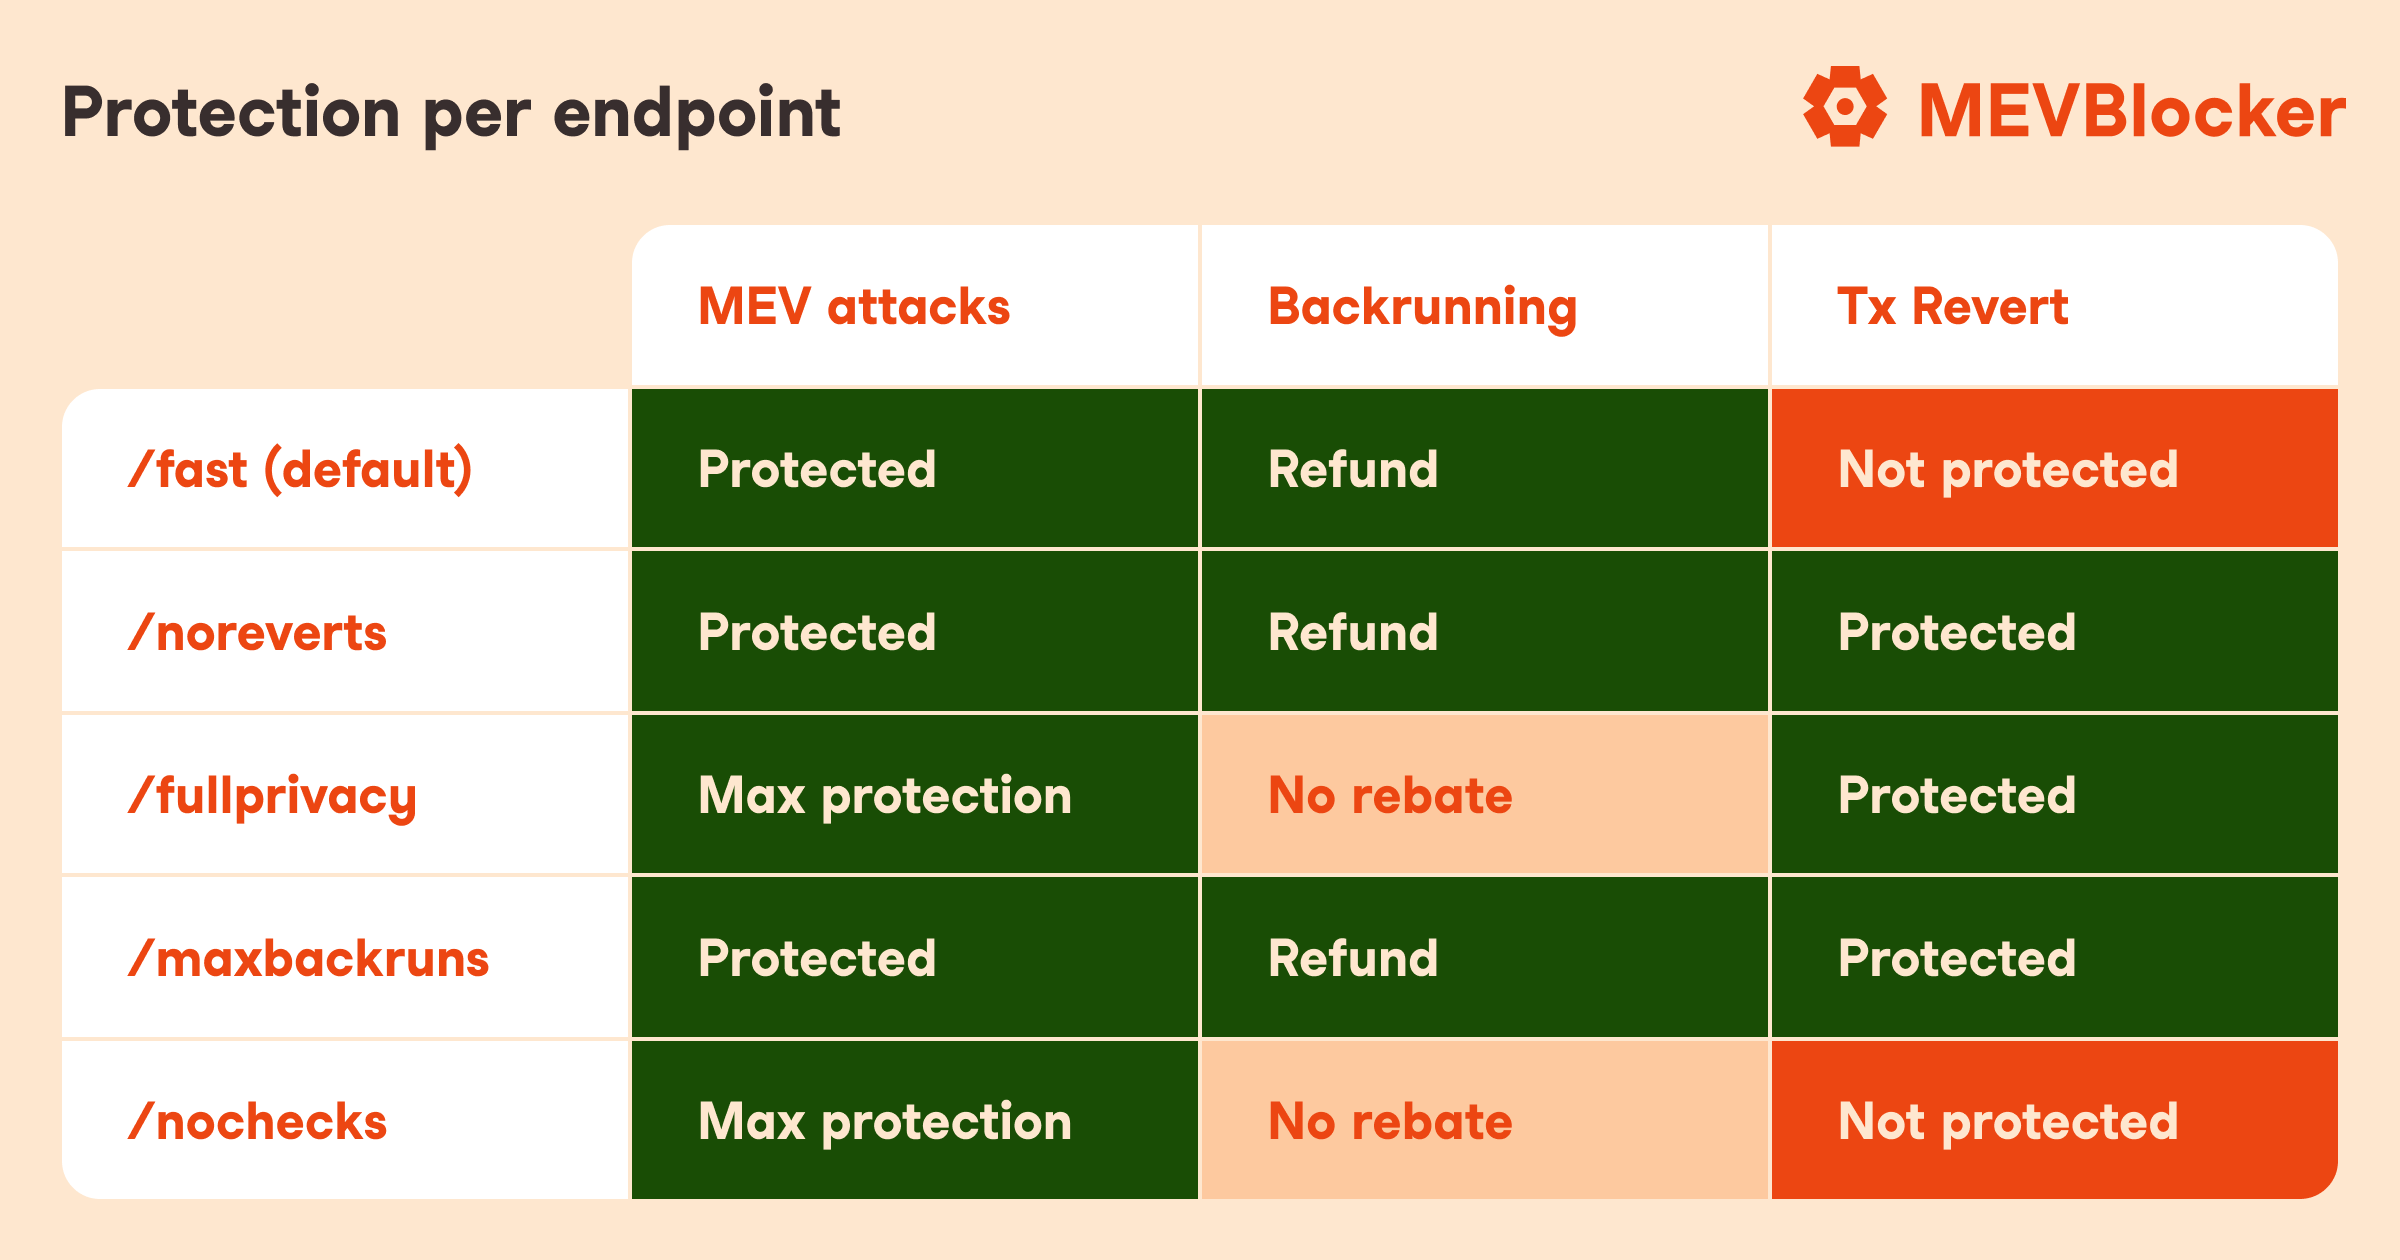 Protection per endpoint
MEVBlocker
MEV attacks Backrunning Tx Revert
/fast (default) Protected Refund Not protected
/noreverts Protected Refund Protected
/fullprivacy Max protection No rebate Protected
/maxbackruns Protected Refund Protected
/nochecks Max protection No rebate Not protected